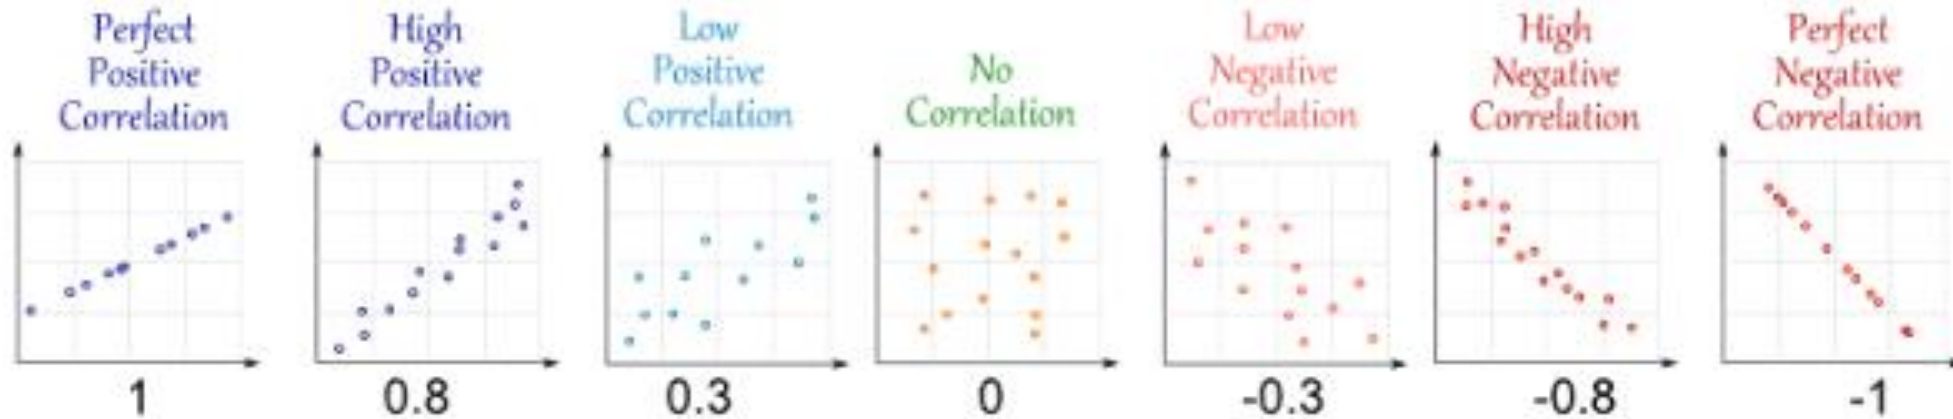 Perfect
Positive
Correlation
High
Positive
Correlation
Low
Positive
Correlation
No
Correlation
Low
Negative
Correlation
High
Negative
Correlation
Perfect
Negative
Correlation
1
0.8
0.3
0
-0.3
-0.8
-1